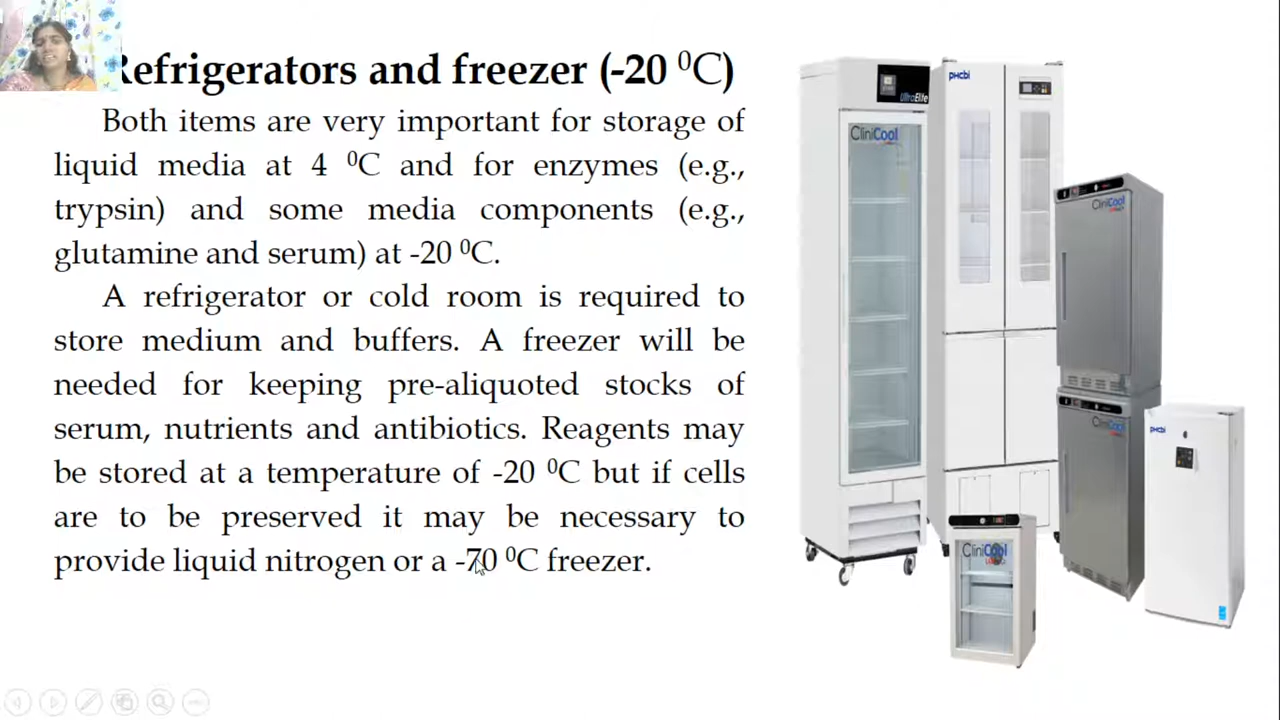 Refrigerators and freezer (-20 ⁰C)
Both items are very important for storage of
liquid media at 4 ⁰C and for enzymes (e.g.,
trypsin) and some media components (e.g.,
glutamine and serum) at -20 ⁰C.
A refrigerator or cold room is required to
store medium and buffers. A freezer will be
needed for keeping pre-aliquoted stocks of
serum, nutrients and antibiotics. Reagents may
be stored at a temperature of -20 ⁰C but if cells
are to be preserved it may be necessary to
provide liquid nitrogen or a -70 ⁰C freezer.
UltraElite
CliniCool
PHCbi
CliniCool
CliniCool
PHCbi
CliniCool